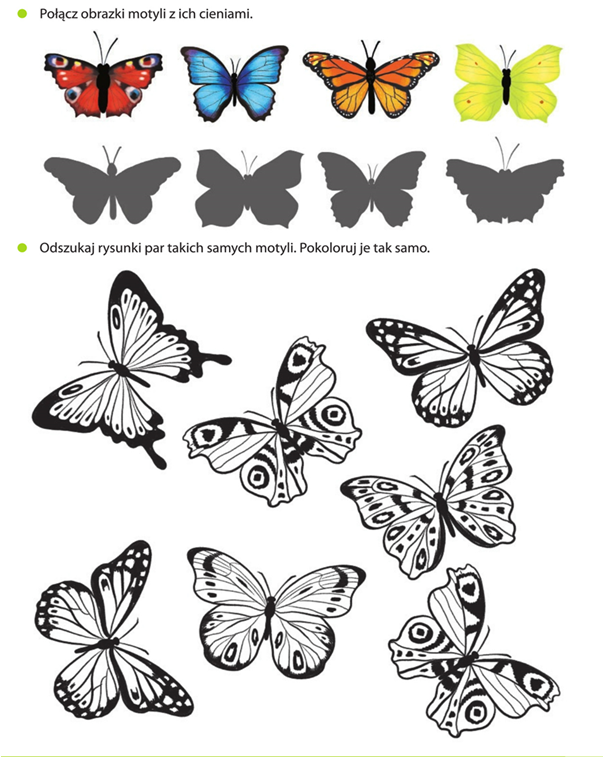 Połącz obrazki motyli z ich cieniami.
Odszukaj rysunki par takich samych motyli. Pokoloruj je tak samo.